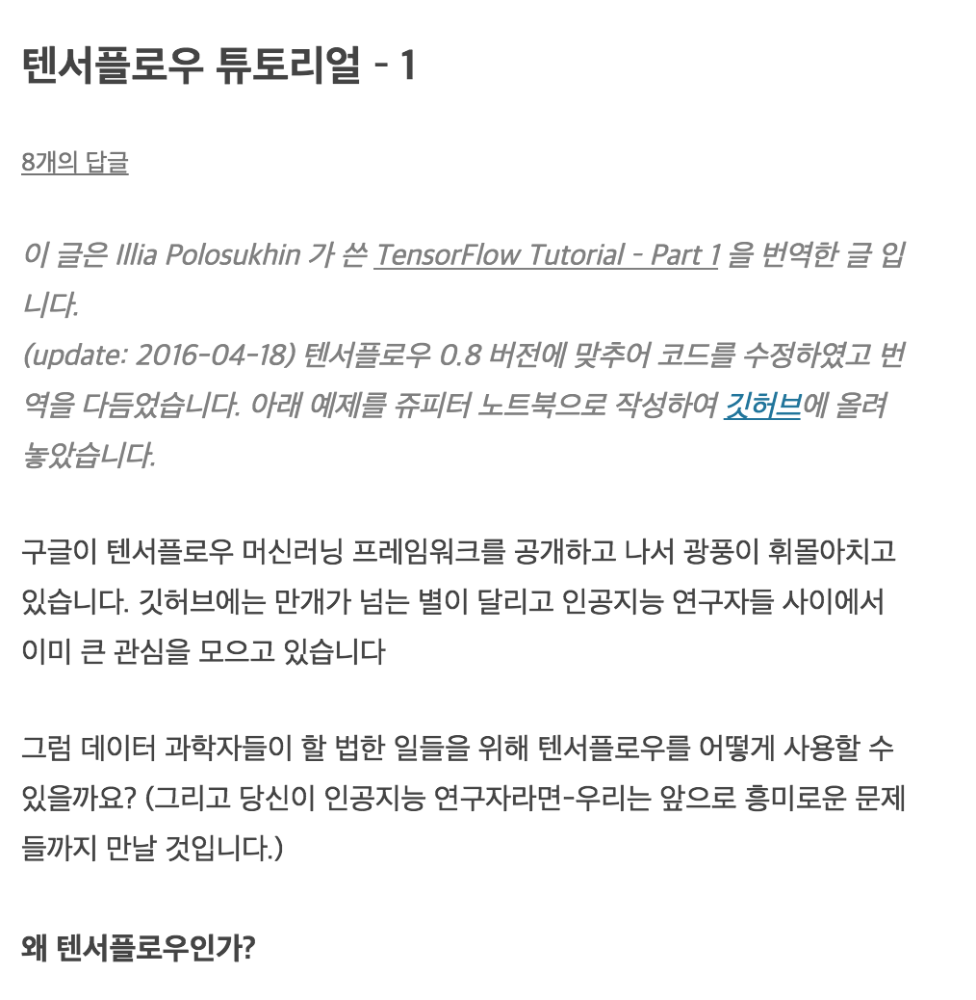 텐서플로우 튜토리얼 - 1
8개의 답글
이 글은 Illia Polosukhin 가 쓴 TensorFlow Tutorial - Part 1 을 번역한 글 입
니다.
(update: 2016-04-18) 텐서플로우 0.8 버전에 맞추어 코드를 수정하였고 번
역을 다듬었습니다. 아래 예제를 쥬피터 노트북으로 작성하여 깃허브에 올려
놓았습니다.
구글이 텐서플로우 머신러닝 프레임워크를 공개하고 나서 광풍이 휘몰아치고
있습니다. 깃허브에는 만개가 넘는 별이 달리고 인공지능 연구자들 사이에서
이미 큰 관심을 모으고 있습니다
그럼 데이터 과학자들이 할 법한 일들을 위해 텐서플로우를 어떻게 사용할 수
있을까요? (그리고 당신이 인공지능 연구자라면-우리는 앞으로 흥미로운 문제
들까지 만날 것입니다.)
왜 텐서플로우인가?